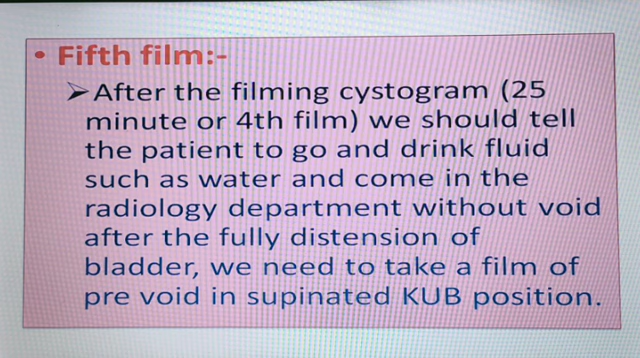 • Fifth film:-
➢After the filming cystogram (25
minute or 4th film) we should tell
the patient to go and drink fluid
such as water and come in the
radiology department without void
after the fully distension of
bladder, we need to take a film of
pre void in supinated KUB position.